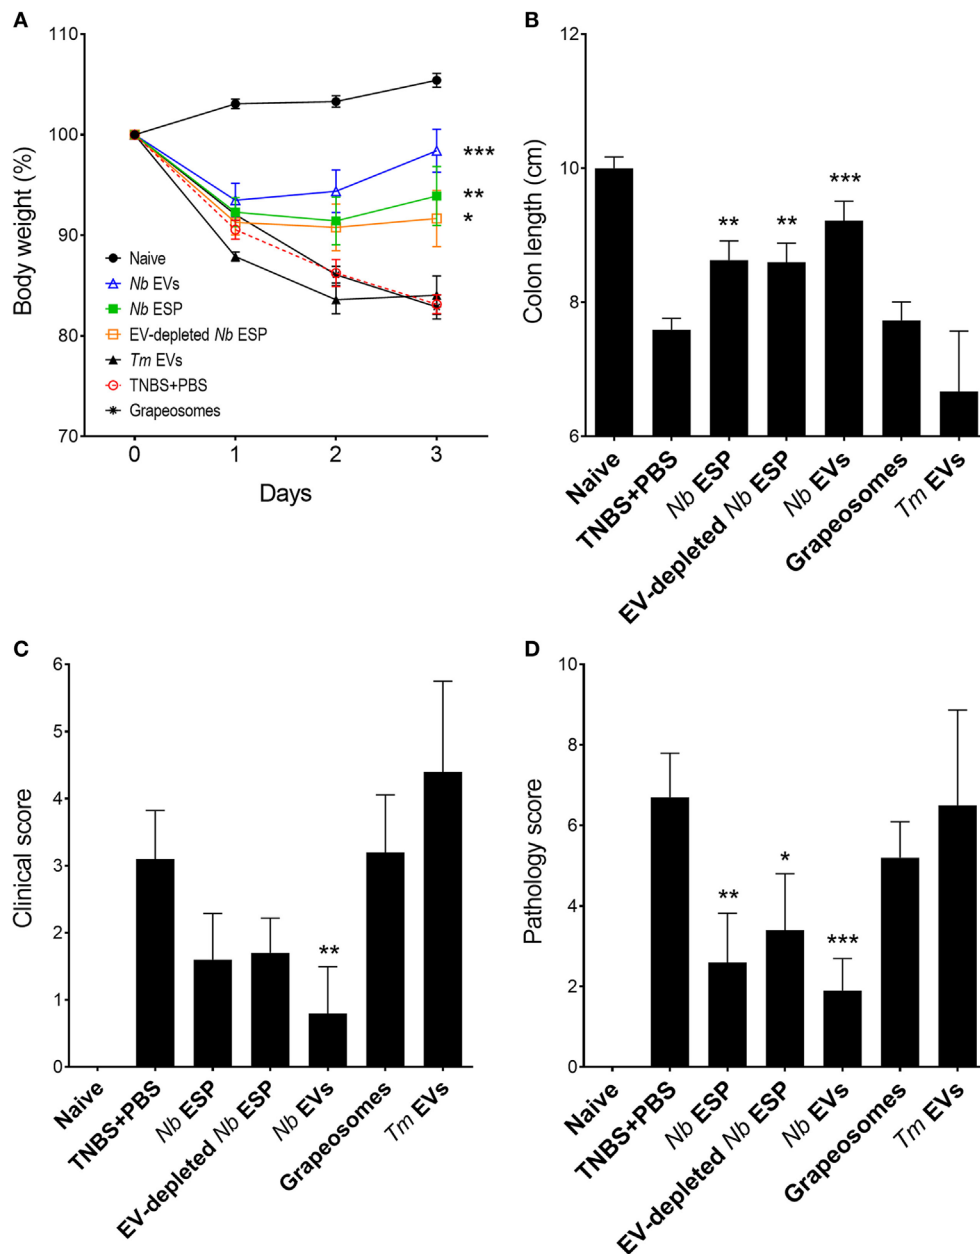 A
110
100
90
80
70
Body weight (%)
0
1
2
3
Days
***
**
*
Naive
Nb EVs
Nb ESP
EV-depleted Nb ESP
Tm EVs
TNBS+PBS
Grapeosomes
B
12
10
8
6
Colon length (cm)
**
**
***
Naive
TNBS+PBS
Nb ESP
EV-depleted Nb ESP
Nb EVs
Grapeosomes
Tm EVs
C
6
5
4
3
2
1
0
Clinical score
**
Naive
TNBS+PBS
Nb ESP
EV-depleted Nb ESP
Nb EVs
Grapeosomes
Tm EVs
D
10
8
6
4
2
0
Pathology score
**
*
***
Naive
TNBS+PBS
Nb ESP
EV-depleted Nb ESP
Nb EVs
Grapeosomes
Tm EVs